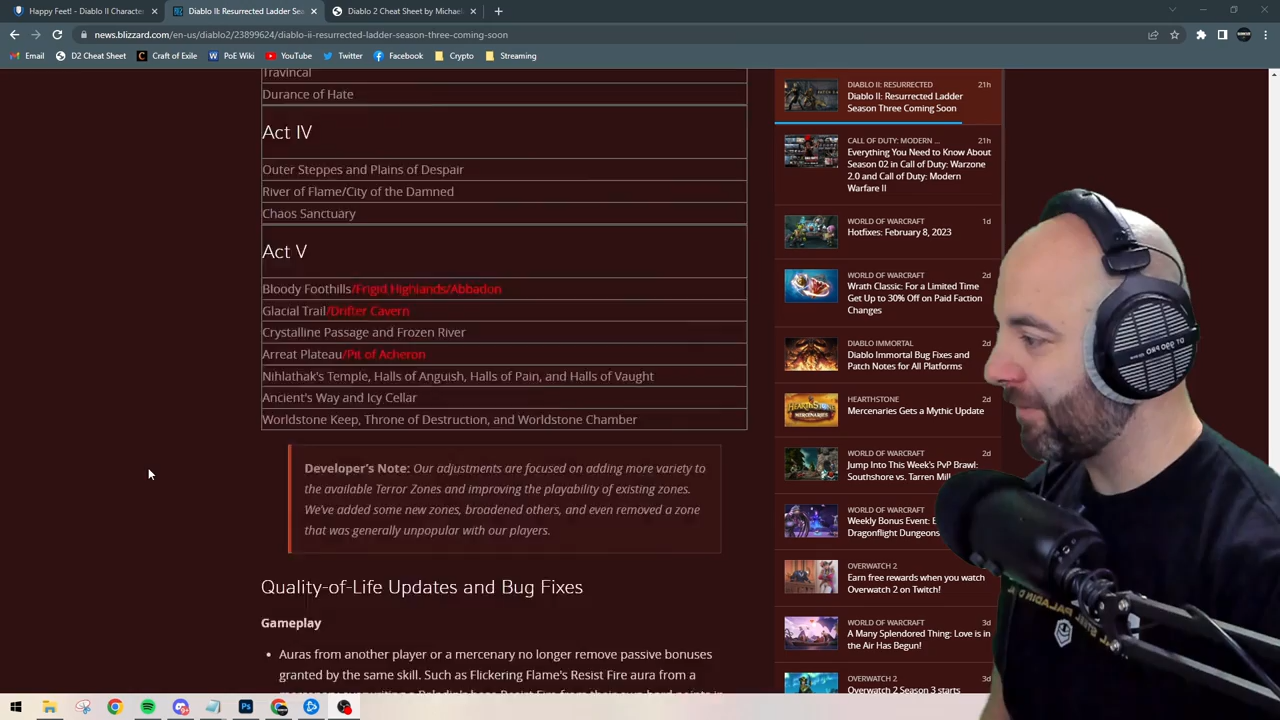 Happy Feet! - Diablo II Character
Diablo II: Resurrected Ladder Sea
Diablo 2 Cheat Sheet by Michael
news.blizzard.com/en-us/diablo2/23899624/diablo-ii-resurrected-ladder-season-three-coming-soon
Email
D2 Cheat Sheet
Craft of Exile
PoE Wiki
YouTube
Twitter
Facebook
Crypto
Streaming
Travincal
Durance of Hate
Act IV
Outer Steppes and Plains of Despair
River of Flame/City of the Damned
Chaos Sanctuary
Act V
Bloody Foothills/Frigid Highlands/Abbadon
Glacial Trail/Drifter Cavern
Crystalline Passage and Frozen River
Arreat Plateau/Pit of Acheron
Nihlathak's Temple, Halls of Anguish, Halls of Pain, and Halls of Vaught
Ancient's Way and Icy Cellar
Worldstone Keep, Throne of Destruction, and Worldstone Chamber
Developer's Note: Our adjustments are focused on adding more variety to
the available Terror Zones and improving the playability of existing zones.
We've added some new zones, broadened others, and even removed a zone
that was generally unpopular with our players.
Quality-of-Life Updates and Bug Fixes
Gameplay
Auras from another player or a mercenary no longer remove passive bonuses
granted by the same skill. Such as Flickering Flame's Resist Fire aura from a
DIABLO II: RESURRECTED
21h
Diablo II: Resurrected Ladder
Season Three Coming Soon
CALL OF DUTY: MODERN ...
21h
Everything You Need to Know About
Season 02 in Call of Duty: Warzone
2.0 and Call of Duty: Modern
Warfare II
WORLD OF WARCRAFT
1d
Hotfixes: February 8, 2023
WORLD OF WARCRAFT
2d
Wrath Classic: For a Limited Time
Get Up to 30% Off on Paid Faction
Changes
DIABLO IMMORTAL
2d
Diablo Immortal Bug Fixes and
Patch Notes for All Platforms
HEARTHSTONE
2d
Mercenaries Gets a Mythic Update
WORLD OF WARCRAFT
2d
Jump Into This Week's PvP Brawl:
Southshore vs. Tarren Mill
WORLD OF WARCRAFT
Weekly Bonus Event:
Dragonflight Dungeons
OVERWATCH 2
Earn free rewards when you watch
Overwatch 2 on Twitch!
WORLD OF WARCRAFT
3d
A Many Splendored Thing: Love is in
the Air Has Begun!
OVERWATCH 2
3d
Overwatch 2 Season 3 starts
DT 990 PRO